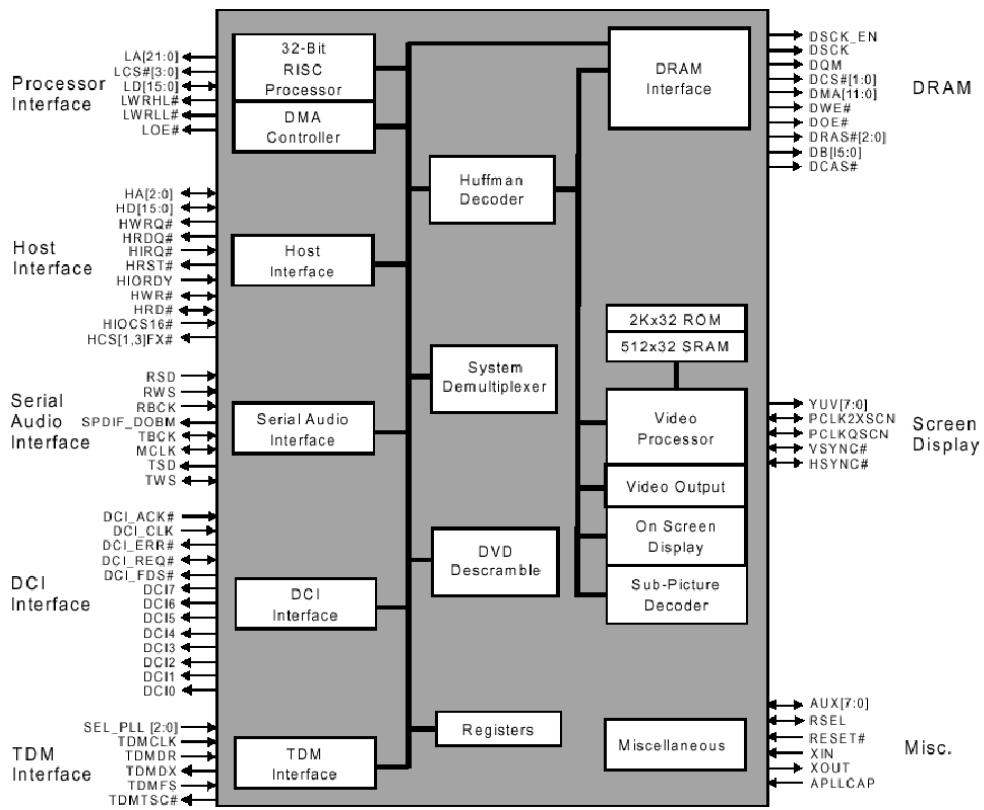 Processor
Interface
LA[21:0]
LCS#[3:0]
LD[15:0]
LWRHL#
LWRLL#
LOE#
Host
Interface
HA[2:0]
HD[15:0]
HWRQ#
HRDQ#
HIRQ#
HRST#
HIORDY
HWR#
HRD#
HIOCS16#
HCS[1,3]FX#
Serial
Audio
Interface
RSD
RWS
RBCK
SPDIF_DOBM
TBCK
MCLK
TSD
TWS
DCI
Interface
DCI_ACK#
DCI_CLK
DCI_ERR#
DCI_REQ#
DCI_FDS#
DCI7
DCI6
DCI5
DCI4
DCI3
DCI2
DCI1
DCI0
TDM
Interface
SEL_PLL [2:0]
TDMCLK
TDMDR
TDMDX
TDMFS
TDMTSC#
32-Bit
RISC
Processor
DMA
Controller
Host
Interface
Serial Audio
Interface
DCI
Interface
TDM
Interface
Huffman
Decoder
System
Demultiplexer
DVD
Descramble
Registers
DRAM
Interface
2Kx32 ROM
512x32 SRAM
Video
Processor
Video Output
On Screen
Display
Sub-Picture
Decoder
Miscellaneous
DSCK_EN
DSCK
DQM
DCS#[1:0]
DMA[11:0]
DWE#
DOE#
DRAS#[2:0]
DB[15:0]
DCAS#
DRAM
YUV[7:0]
PCLK2XSCN
PCLKQSCN
VSYNC#
HSYNC#
Screen
Display
AUX[7:0]
RSEL
RESET#
XIN
XOUT
APLLCAP
Misc.